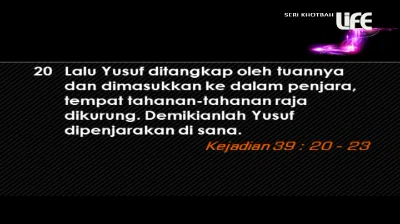 SERI KHOTBAH
LIFE
20 Lalu Yusuf ditangkap oleh tuannya
dan dimasukkan ke dalam penjara,
tempat tahanan-tahanan raja
dikurung. Demikianlah Yusuf
dipenjarakan di sana.
Kejadian 39 : 20 - 23